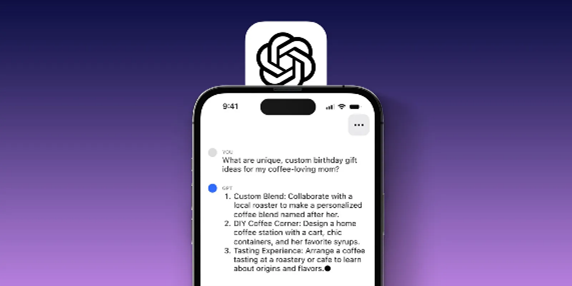 9:41
YOU
What are unique, custom birthday gift
ideas for my coffee-loving mom?
GPT
1. Custom Blend: Collaborate with a
local roaster to make a personalized
coffee blend named after her.
2. DIY Coffee Corner: Design a home
coffee station with a cart, chic
containers, and her favorite syrups.
3. Tasting Experience: Arrange a coffee
tasting at a roastery or cafe to learn
about origins and flavors.